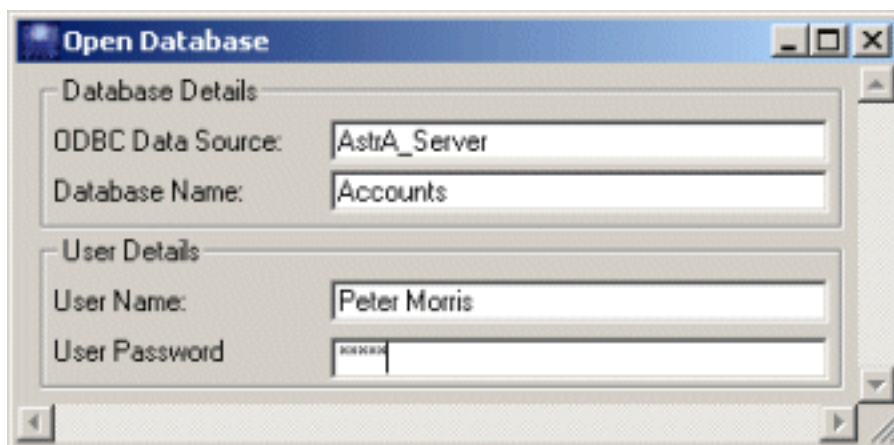 Open Database
Database Details
ODBC Data Source: AstrA_Server
Database Name: Accounts
User Details
User Name: Peter Morris
User Password *****